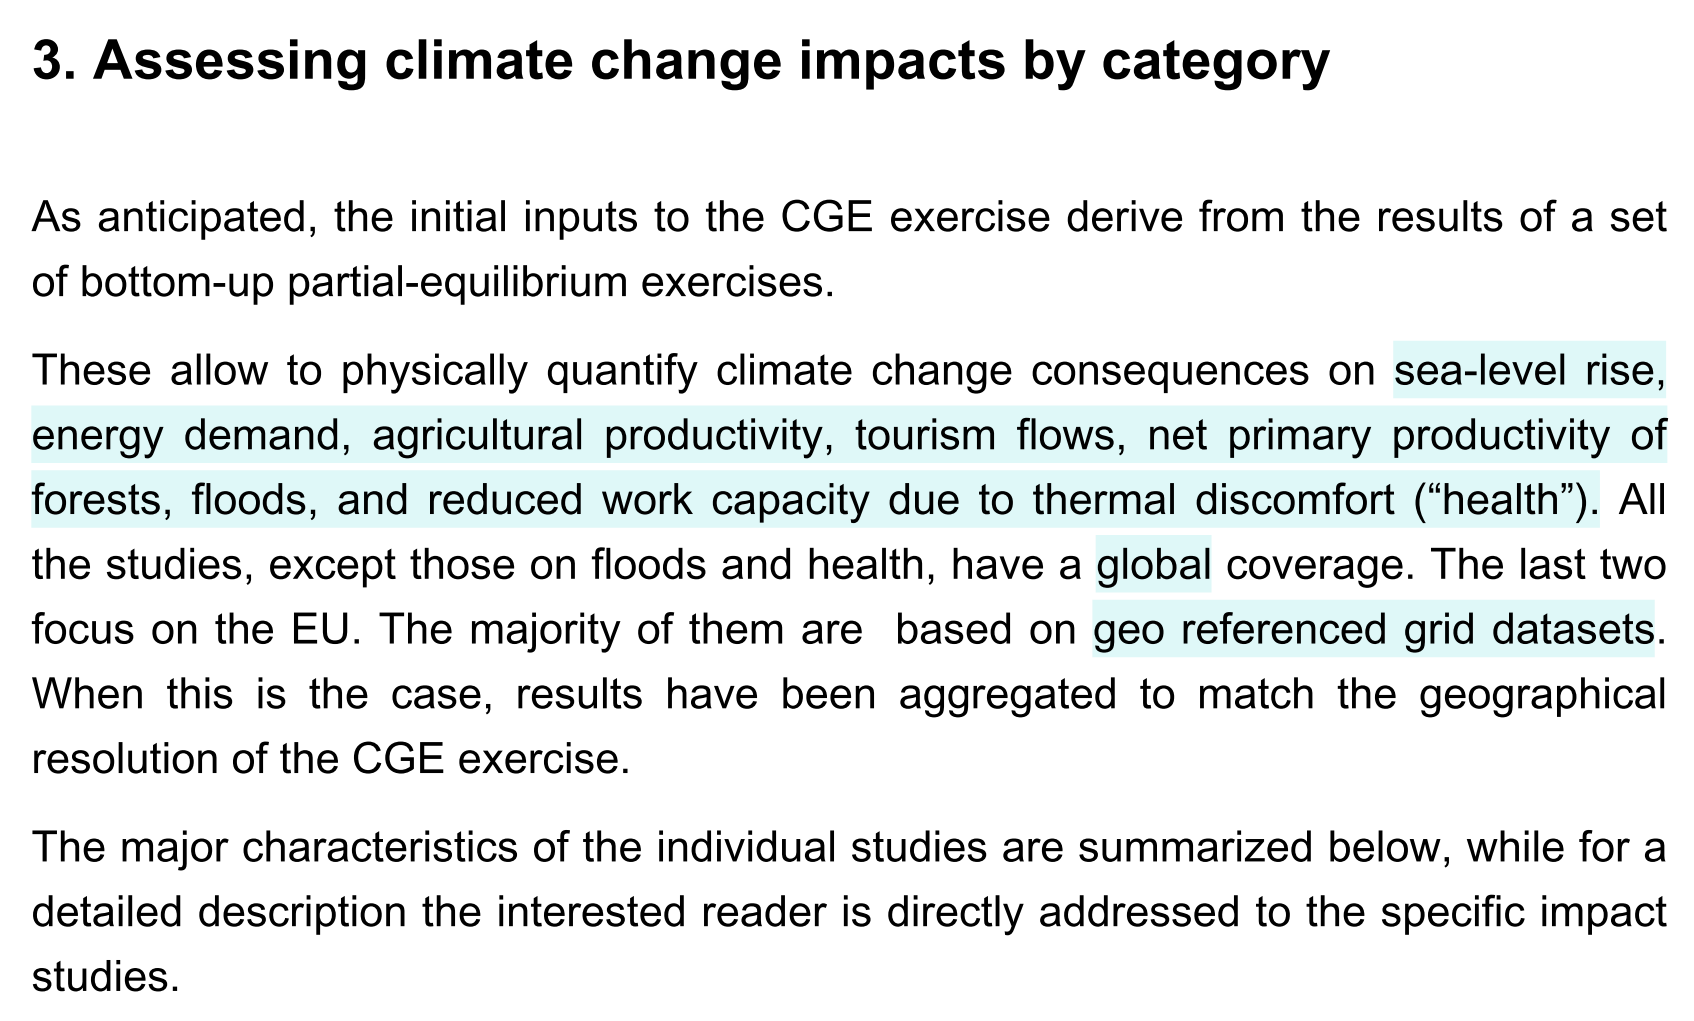 3. Assessing climate change impacts by category
As anticipated, the initial inputs to the CGE exercise derive from the results of a set
of bottom-up partial-equilibrium exercises.
These allow to physically quantify climate change consequences on sea-level rise,
energy demand, agricultural productivity, tourism flows, net primary productivity of
forests, floods, and reduced work capacity due to thermal discomfort (“health”). All
the studies, except those on floods and health, have a global coverage. The last two
focus on the EU. The majority of them are  based on geo referenced grid datasets.
When this is the case, results have been aggregated to match the geographical
resolution of the CGE exercise.
The major characteristics of the individual studies are summarized below, while for a
detailed description the interested reader is directly addressed to the specific impact
studies.